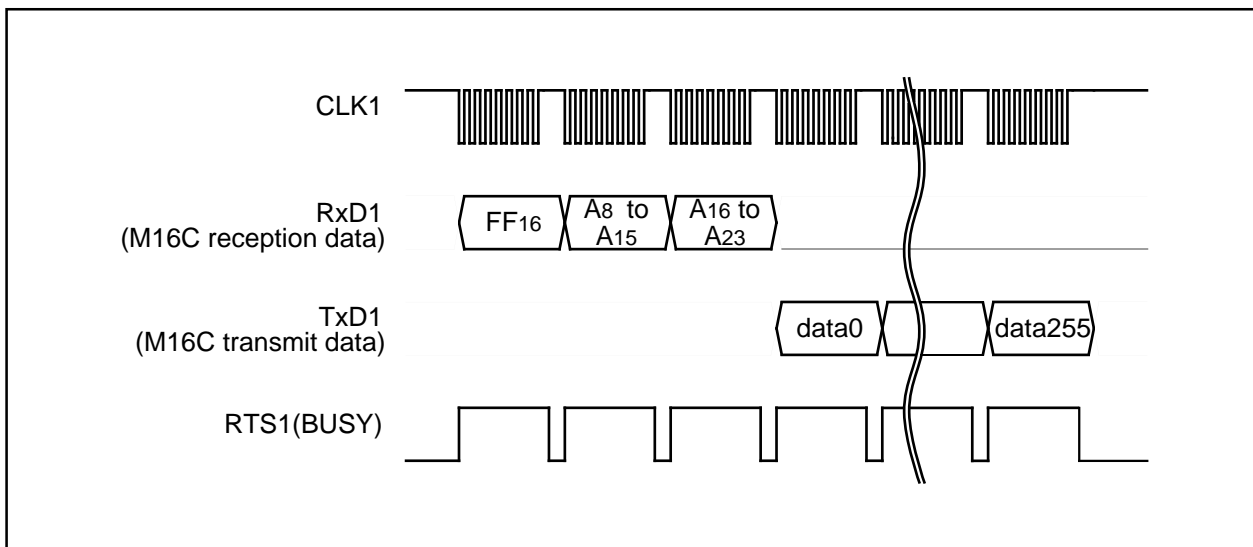 CLK1
RxD1
(M16C reception data)
FF16
A8 to
A15
A16 to
A23
TxD1
(M16C transmit data)
data0
data255
RTS1(BUSY)